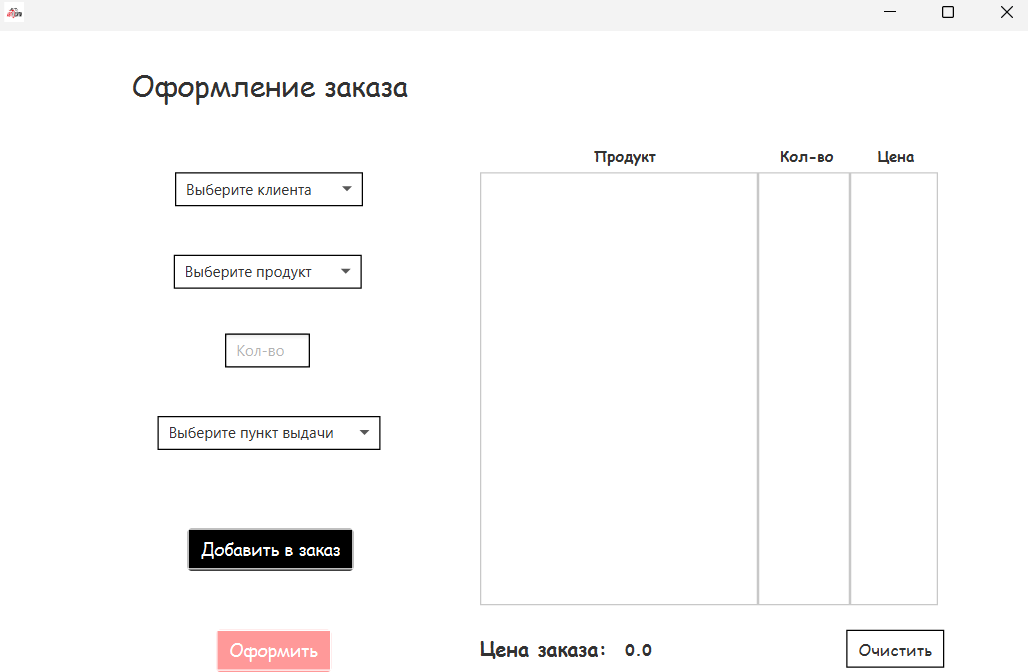 Оформление заказа
Продукт Кол-во Цена
Выберите клиента
Выберите продукт
Кол-во
Выберите пункт выдачи
Добавить в заказ
Оформить
Цена заказа: 0.0
Очистить